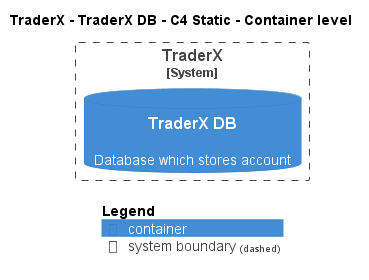 TraderX - TraderX DB - C4 Static - Container level
TraderX
[System]
TraderX DB
Database which stores account
Legend
container
system boundary (dashed)